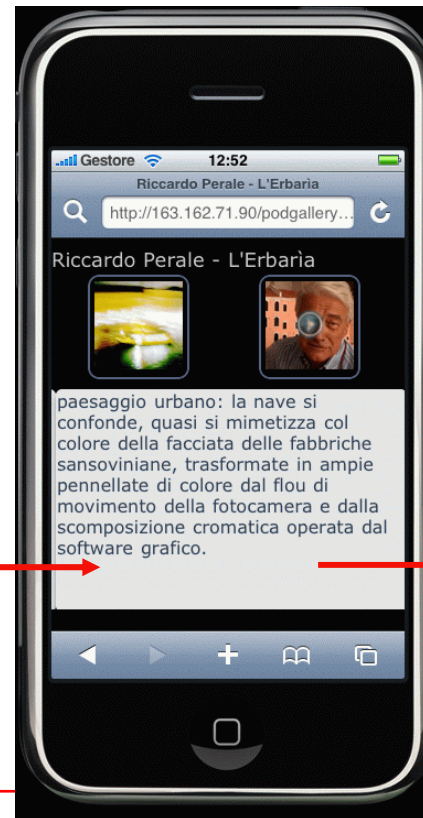 Gestore 12:52
Riccardo Perale - L'Erbarìa
http://163.162.71.90/podgallery...
Riccardo Perale - L'Erbarìa
paesaggio urbano: la nave si
confonde, quasi si mimetizza col
colore della facciata delle fabbriche
sansoviniane, trasformate in ampie
pennellate di colore dal flou di
movimento della fotocamera e dalla
scomposizione cromatica operata dal
software grafico.